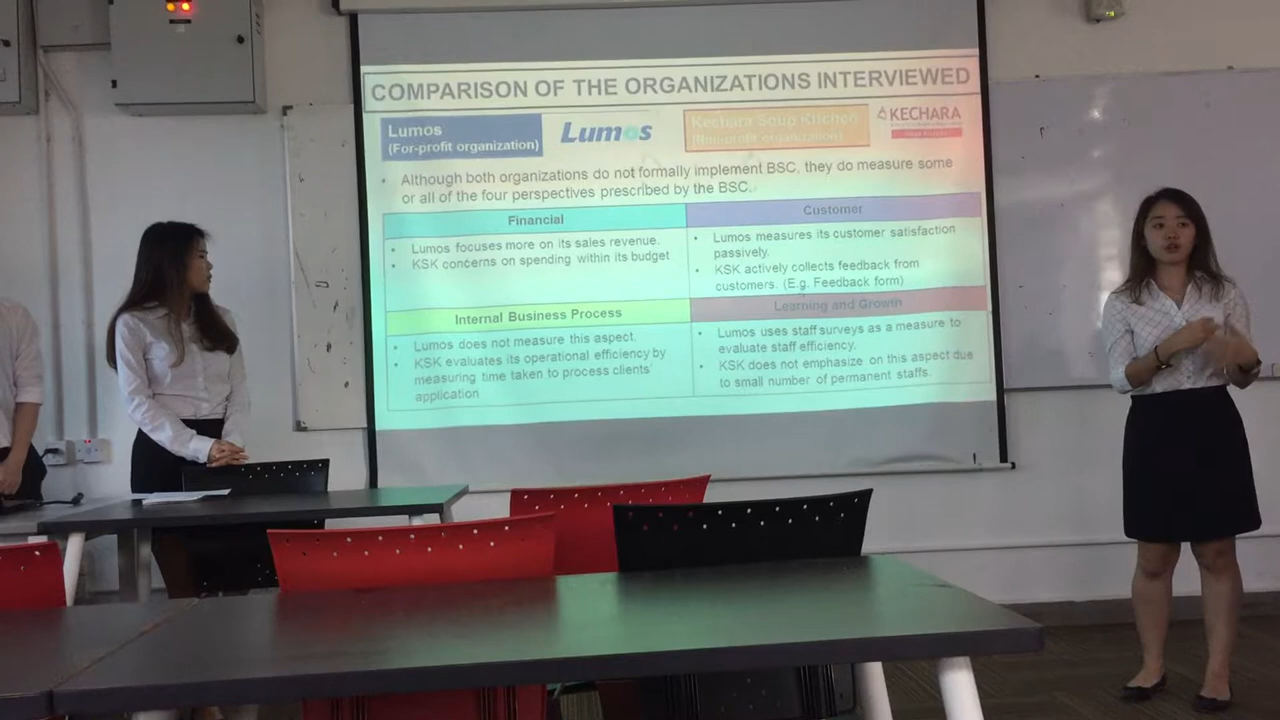 COMPARISON OF THE ORGANIZATIONS INTERVIEWED
Lumos
(For-profit organization)
Lumos
Kechara Soup Kitchen
(Non-profit organization)
KECHARA
• Although both organizations do not formally implement BSC, they do measure some
or all of the four perspectives prescribed by the BSC.
Financial
• Lumos focuses more on its sales revenue.
• KSK concerns on spending within its budget
Customer
• Lumos measures its customer satisfaction
passively.
• KSK actively collects feedback from
customers. (E.g. Feedback form)
Internal Business Process
• Lumos does not measure this aspect.
• KSK evaluates its operational efficiency by
measuring time taken to process clients'
application
Learning and Growth
• Lumos uses staff surveys as a measure to
evaluate staff efficiency.
• KSK does not emphasize on this aspect due
to small number of permanent staffs.